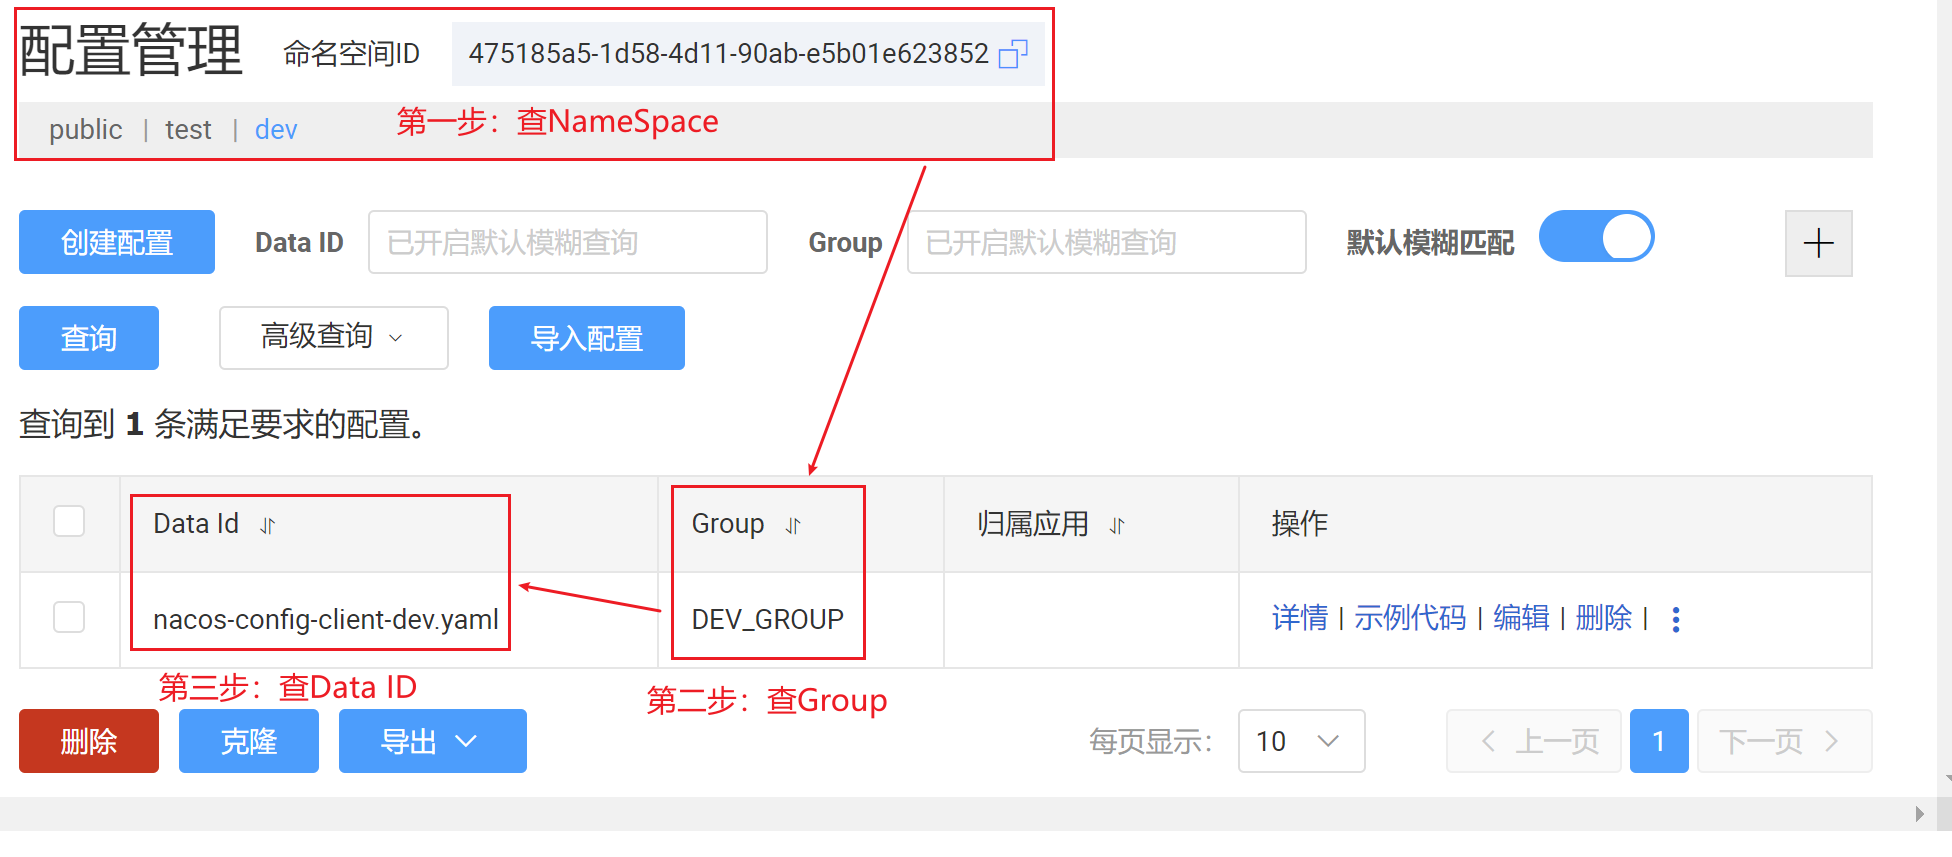 配置管理 命名空间ID 475185a5-1d58-4d11-90ab-e5b01e623852
public | test | dev 第一步：查NameSpace
创建配置 Data ID 已开启默认模糊查询 Group 已开启默认模糊查询 默认模糊匹配
查询 高级查询 导入配置
查询到 1 条满足要求的配置。
Data Id Group 归属应用 操作
nacos-config-client-dev.yaml DEV_GROUP 详情 | 示例代码 | 编辑 | 删除 |
第三步：查Data ID 第二步：查Group
删除 克隆 导出 每页显示： 10 上一页 1 下一页